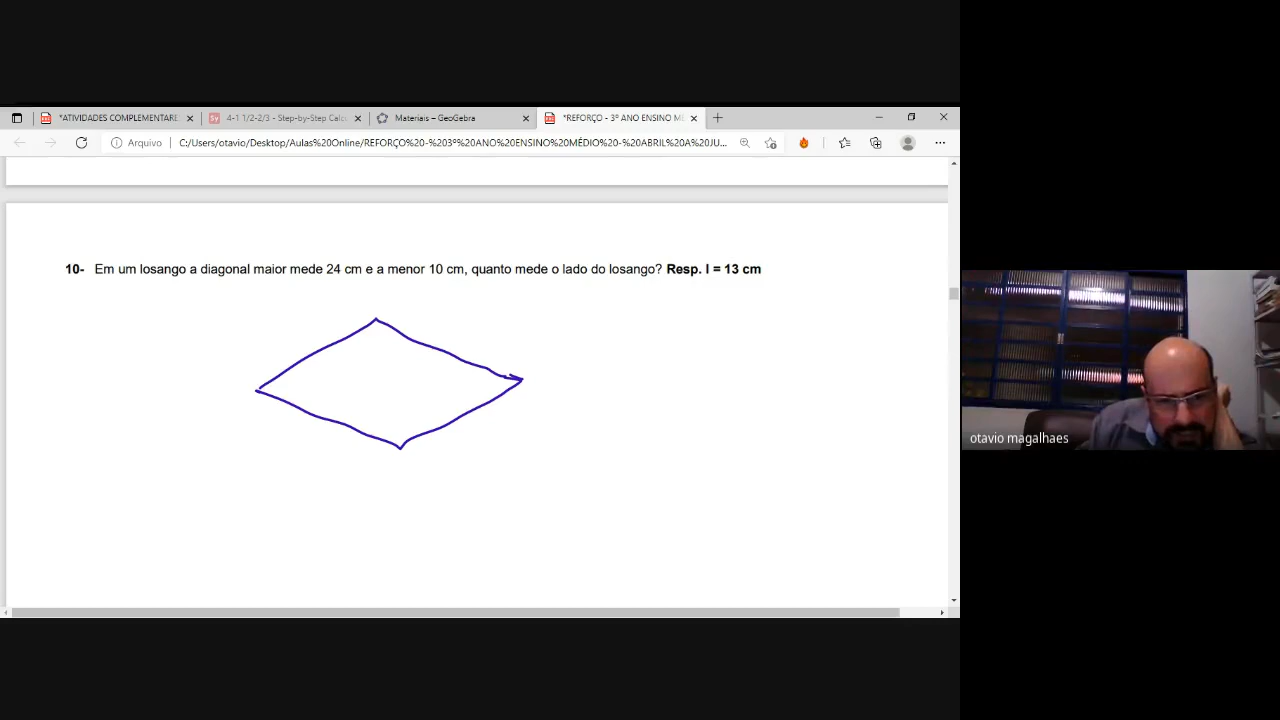 *ATIVIDADES COMPLEMENTARE
4-1 1/2-2/3 - Step-by-Step Calc
Materiais – GeoGebra
*REFORÇO - 3º ANO ENSINO MÉ
Arquivo
C:/Users/otavio/Desktop/Aulas%20Online/REFORÇO%20-%203º%20ANO%20ENSINO%20MÉDIO%20-%20ABRIL%20A%20JU...
10- Em um losango a diagonal maior mede 24 cm e a menor 10 cm, quanto mede o lado do losango? Resp. l = 13 cm
otavio magalhaes